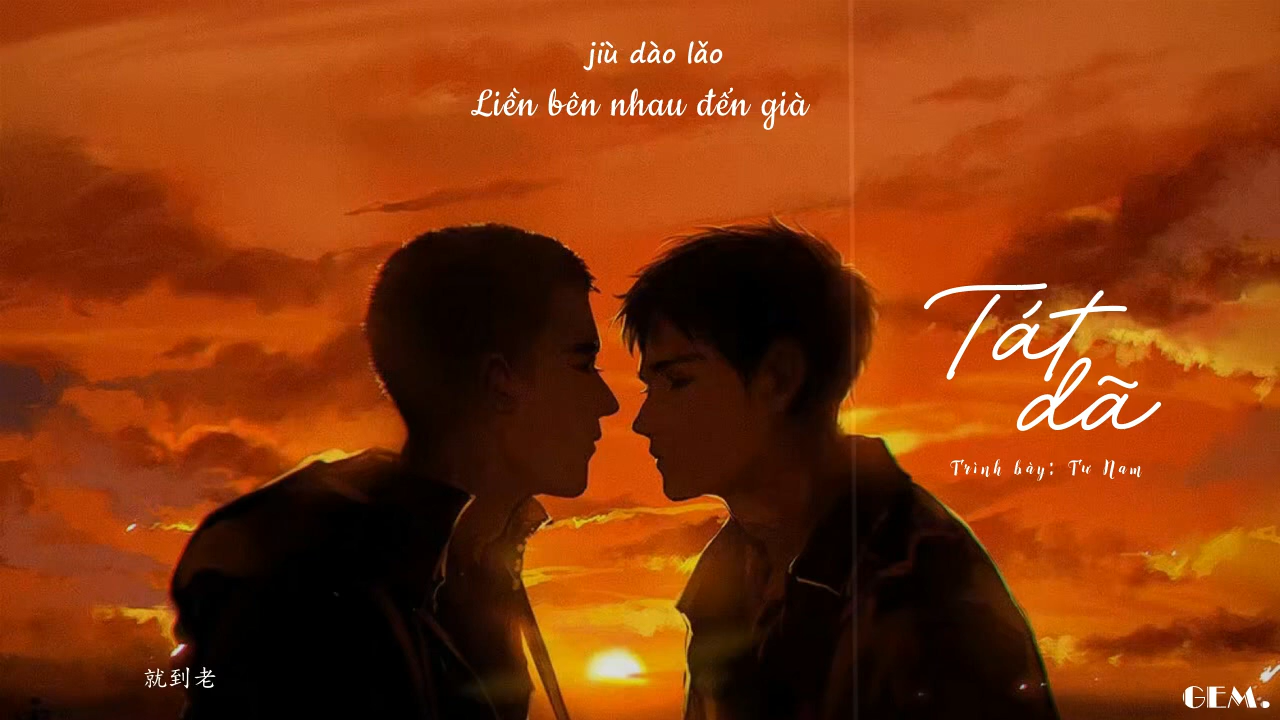 jiù dào lǎo
Liền bên nhau đến già
Tát
dã
Trình bày: Tư Nam
就到老
GEM.